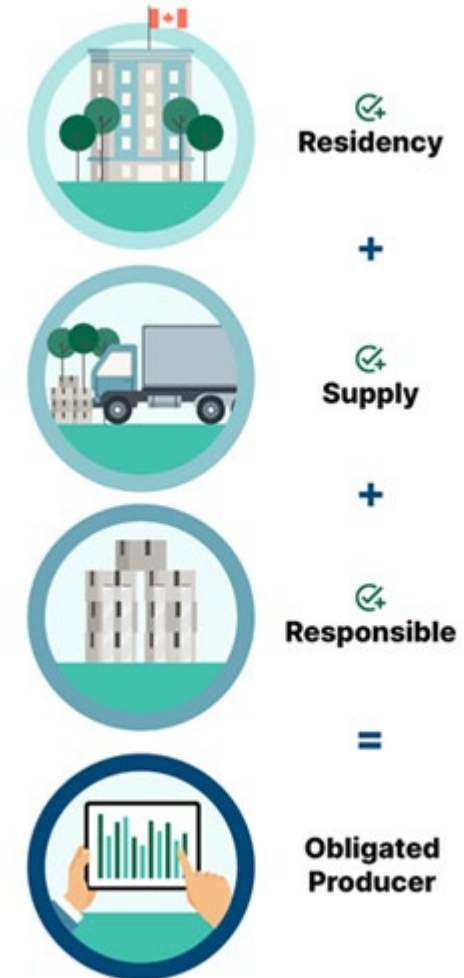 Residency
+
Supply
+
Responsible
=
Obligated
Producer